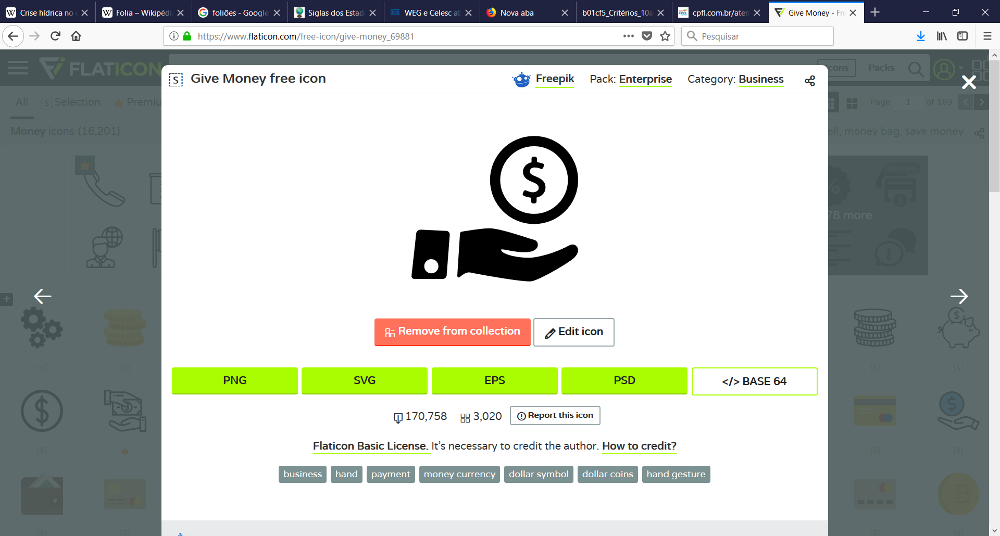 Crise hídrica no
Folia – Wikipédi
foliões - Google
Siglas dos Estad
WEG e Celesc a
Nova aba
b01cf5_Critérios_10a
cpfl.com.br/aten
Give Money - Fr
https://www.flaticon.com/free-icon/give-money_69881
Pesquisar
FLATICON
Icons
Packs
Give Money free icon
Freepik
Pack: Enterprise
Category: Business
All
Selection
Premiu
Page 1 of 169
Money icons (16,201)
ell, money bag, save money
78 more
Remove from collection
Edit icon
PNG
SVG
EPS
PSD
</> BASE 64
170,758
3,020
Report this icon
Flaticon Basic License. It's necessary to credit the author. How to credit?
business
hand
payment
money currency
dollar symbol
dollar coins
hand gesture